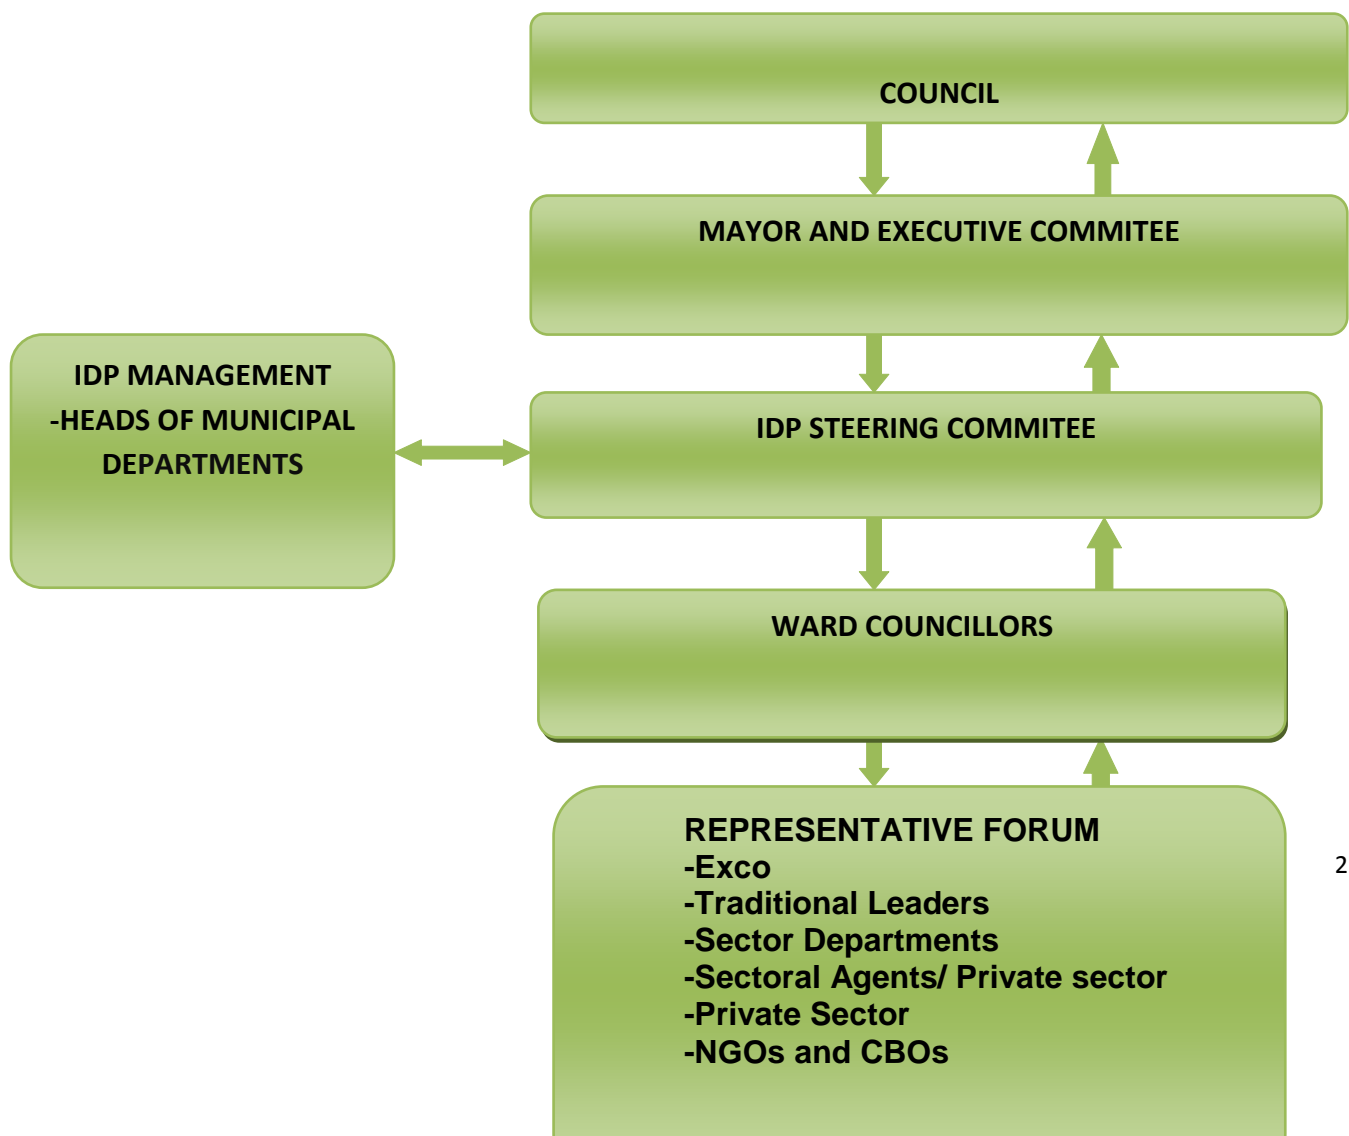 COUNCIL
MAYOR AND EXECUTIVE COMMITEE
IDP MANAGEMENT
-HEADS OF MUNICIPAL
DEPARTMENTS
IDP STEERING COMMITEE
WARD COUNCILLORS
REPRESENTATIVE FORUM
-Exco
-Traditional Leaders
-Sector Departments
-Sectoral Agents/ Private sector
-Private Sector
-NGOs and CBOs
2